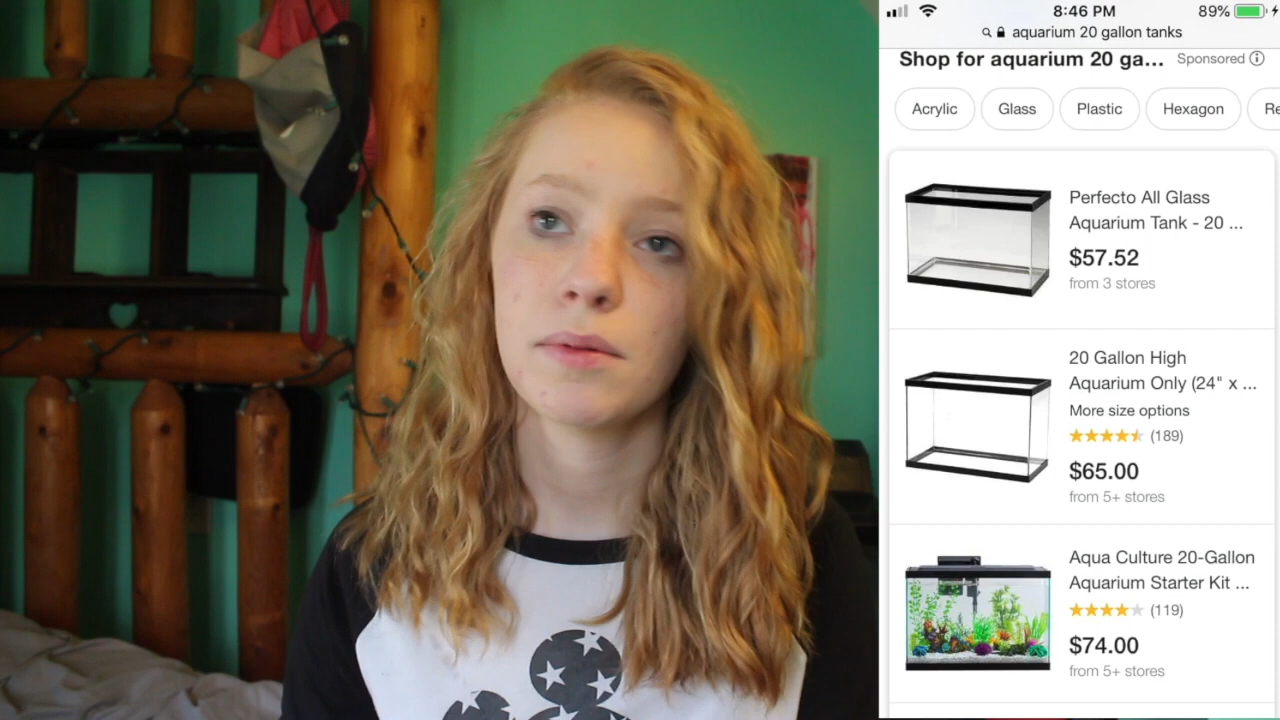 8:46 PM
89%
aquarium 20 gallon tanks
Shop for aquarium 20 ga... Sponsored
Acrylic Glass Plastic Hexagon Re
Perfecto All Glass
Aquarium Tank - 20 ...
$57.52
from 3 stores
20 Gallon High
Aquarium Only (24" x ...
More size options
(189)
$65.00
from 5+ stores
Aqua Culture 20-Gallon
Aquarium Starter Kit ...
(119)
$74.00
from 5+ stores